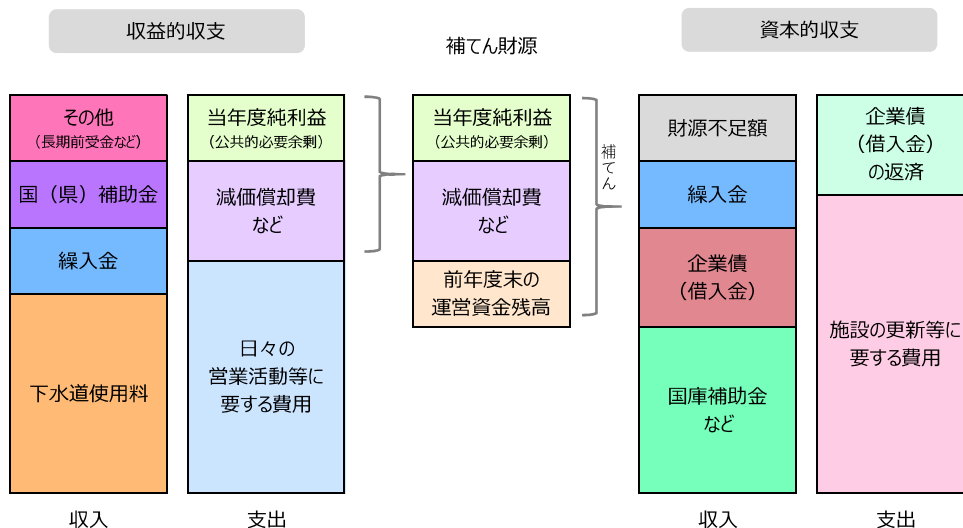 収益的収支
補てん財源
資本的収支
その他
（長期前受金など）
国（県）補助金
繰入金
下水道使用料
収入
当年度純利益
（公共的必要余剰）
減価償却費
など
日々の
営業活動等に
要する費用
支出
当年度純利益
（公共的必要余剰）
減価償却費
など
前年度末の
運営資金残高
補てん
財源不足額
繰入金
企業債
（借入金）
国庫補助金
など
収入
企業債
（借入金）
の返済
施設の更新等に
要する費用
支出